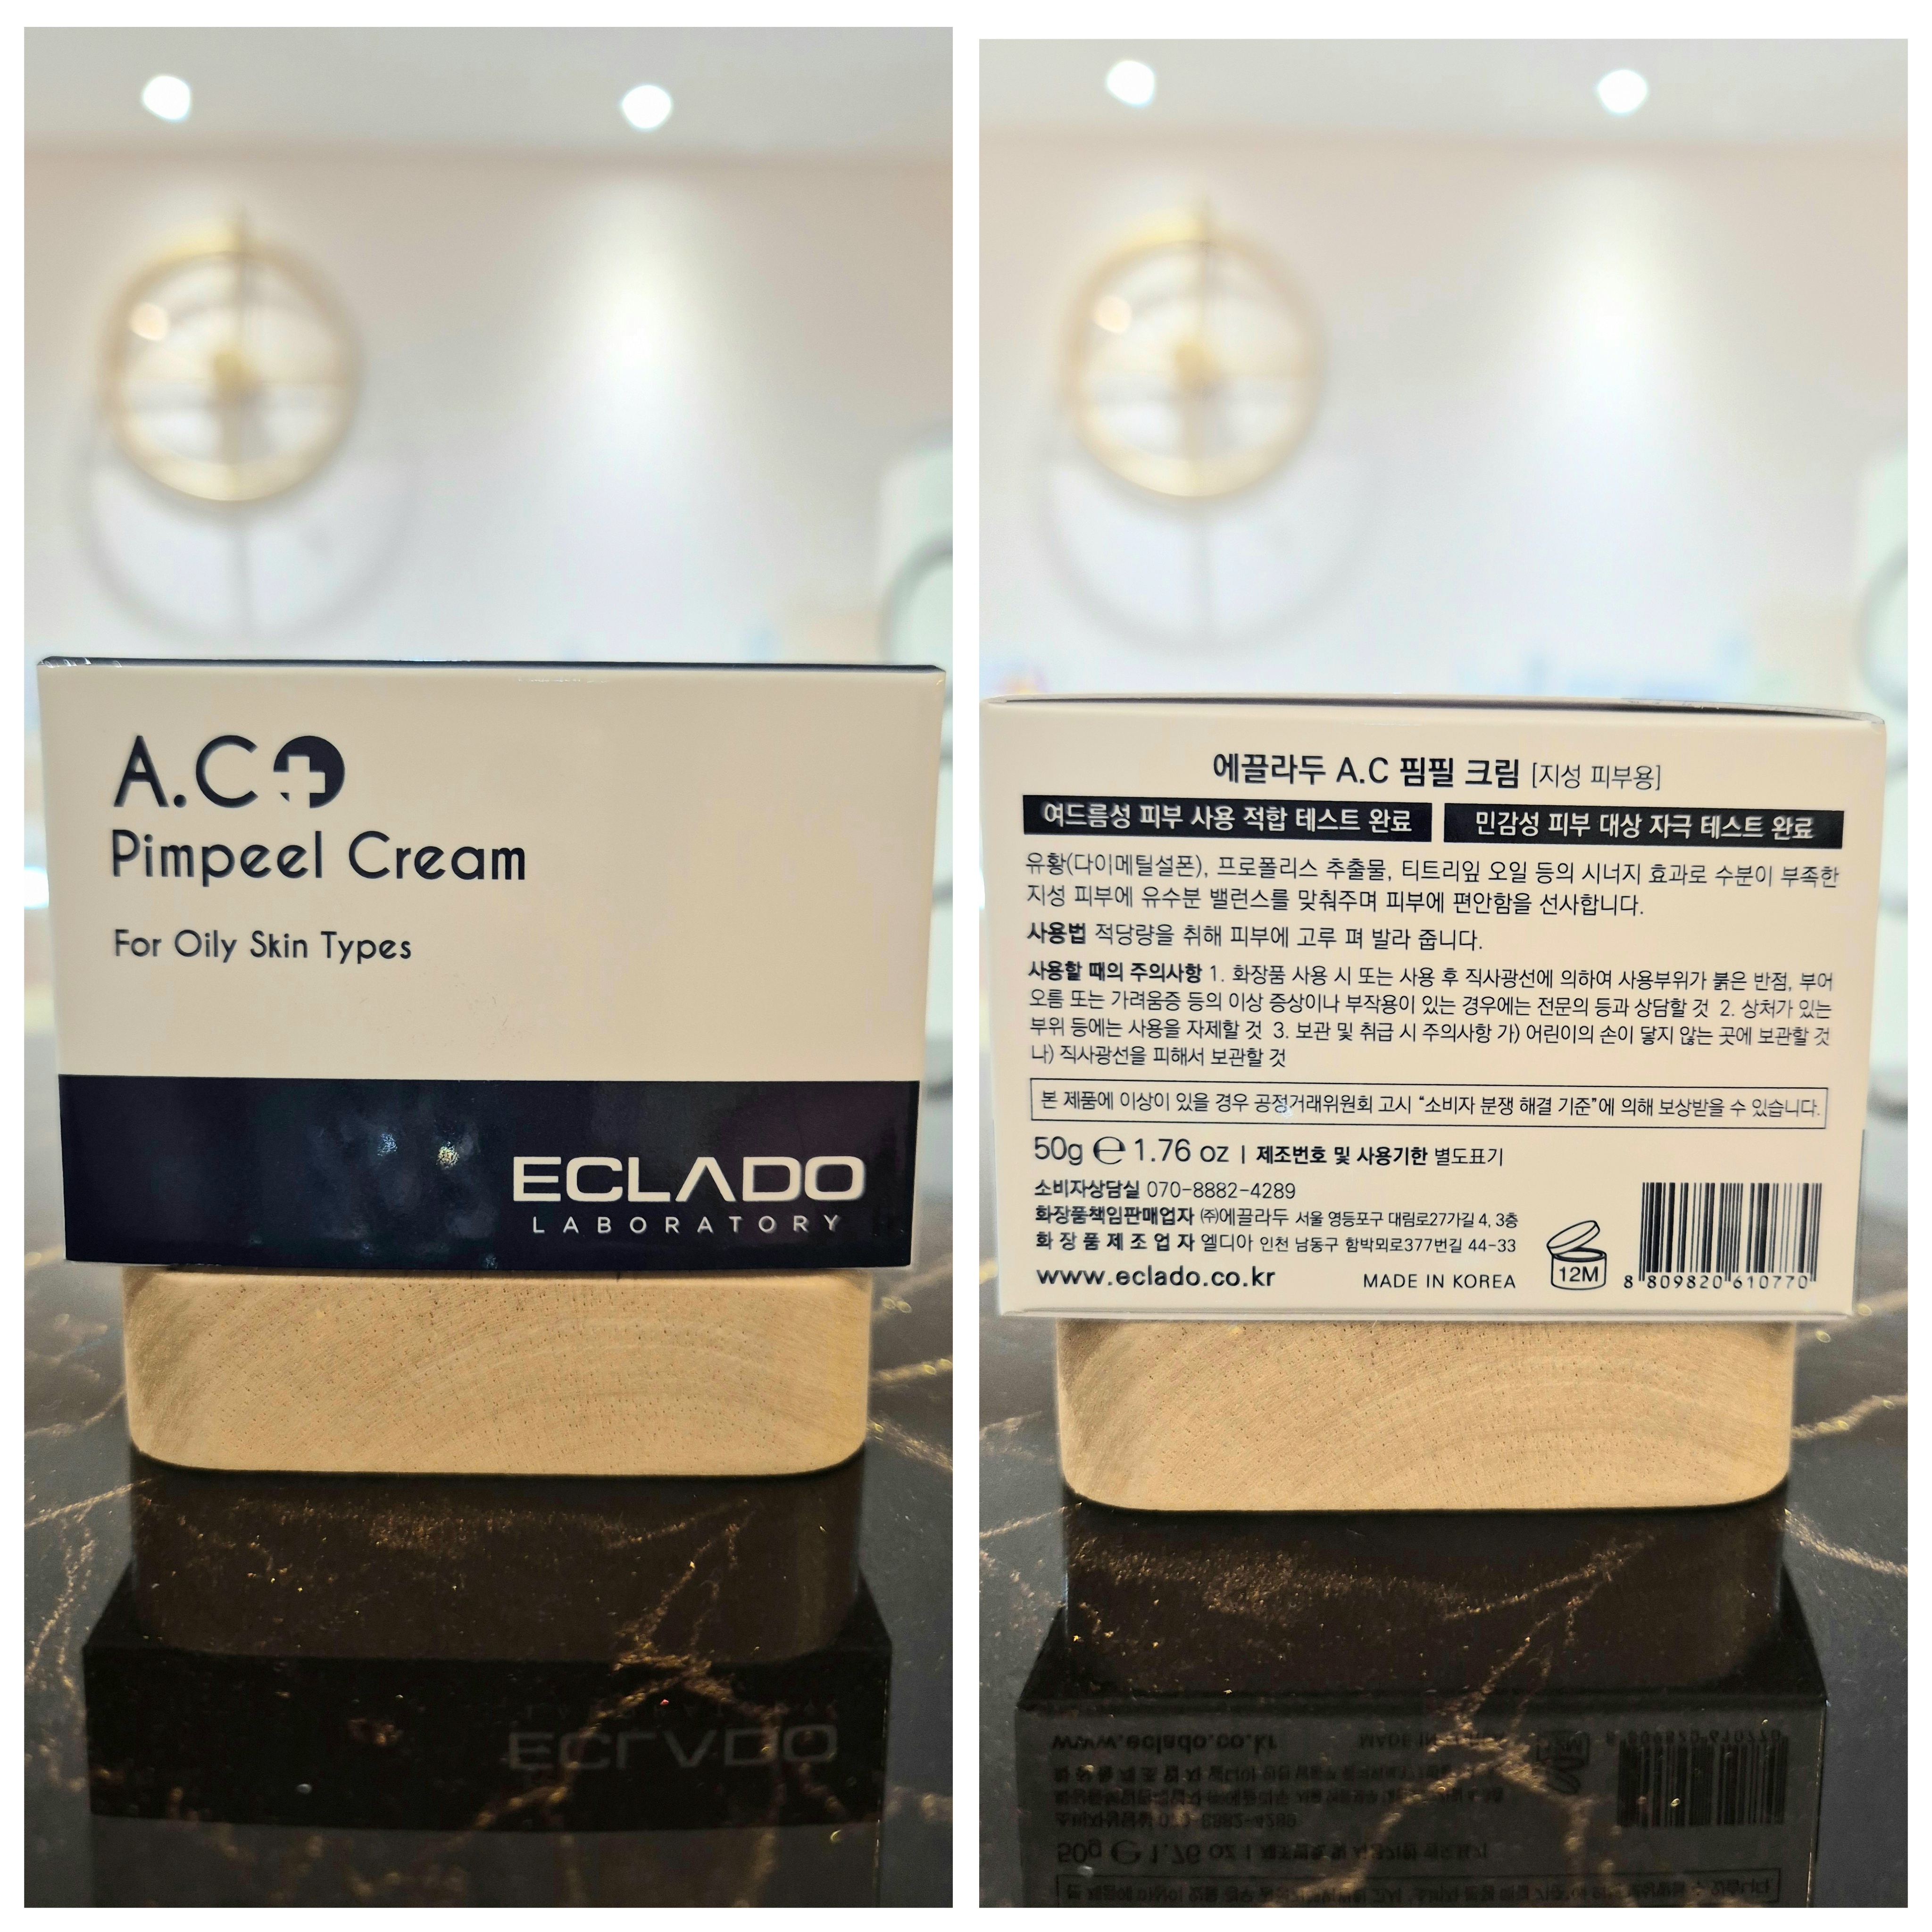 A.C
Pimpeel Cream
For Oily Skin Types
ECLADO
LABORATORY
에끌라두 A.C 핌필 크림 [지성 피부용]
여드름성 피부 사용 적합 테스트 완료
민감성 피부 대상 자극 테스트 완료
유황(다이메틸설폰), 프로폴리스 추출물, 티트리잎 오일 등의 시너지 효과로 수분이 부족한
지성 피부에 유수분 밸런스를 맞춰주며 피부에 편안함을 선사합니다.
사용법 적당량을 취해 피부에 고루 펴 발라 줍니다.
사용할 때의 주의사항 1. 화장품 사용 시 또는 사용 후 직사광선에 의하여 사용부위가 붉은 반점, 부어
오름 또는 가려움증 등의 이상 증상이나 부작용이 있는 경우에는 전문의 등과 상담할 것 2. 상처가 있는
부위 등에는 사용을 자제할 것 3. 보관 및 취급 시 주의사항 가) 어린이의 손이 닿지 않는 곳에 보관할 것
나) 직사광선을 피해서 보관할 것
본 제품에 이상이 있을 경우 공정거래위원회 고시 "소비자 분쟁 해결 기준"에 의해 보상받을 수 있습니다.
50g ℮ 1.76 oz | 제조번호 및 사용기한 별도표기
소비자상담실 070-8882-4289
화장품책임판매업자 ㈜에끌라두 서울 영등포구 대림로27가길 4, 3층
화장품제조업자 엘디아 인천 남동구 함박뫼로377번길 44-33
www.eclado.co.kr MADE IN KOREA
12M
8 809820 610770